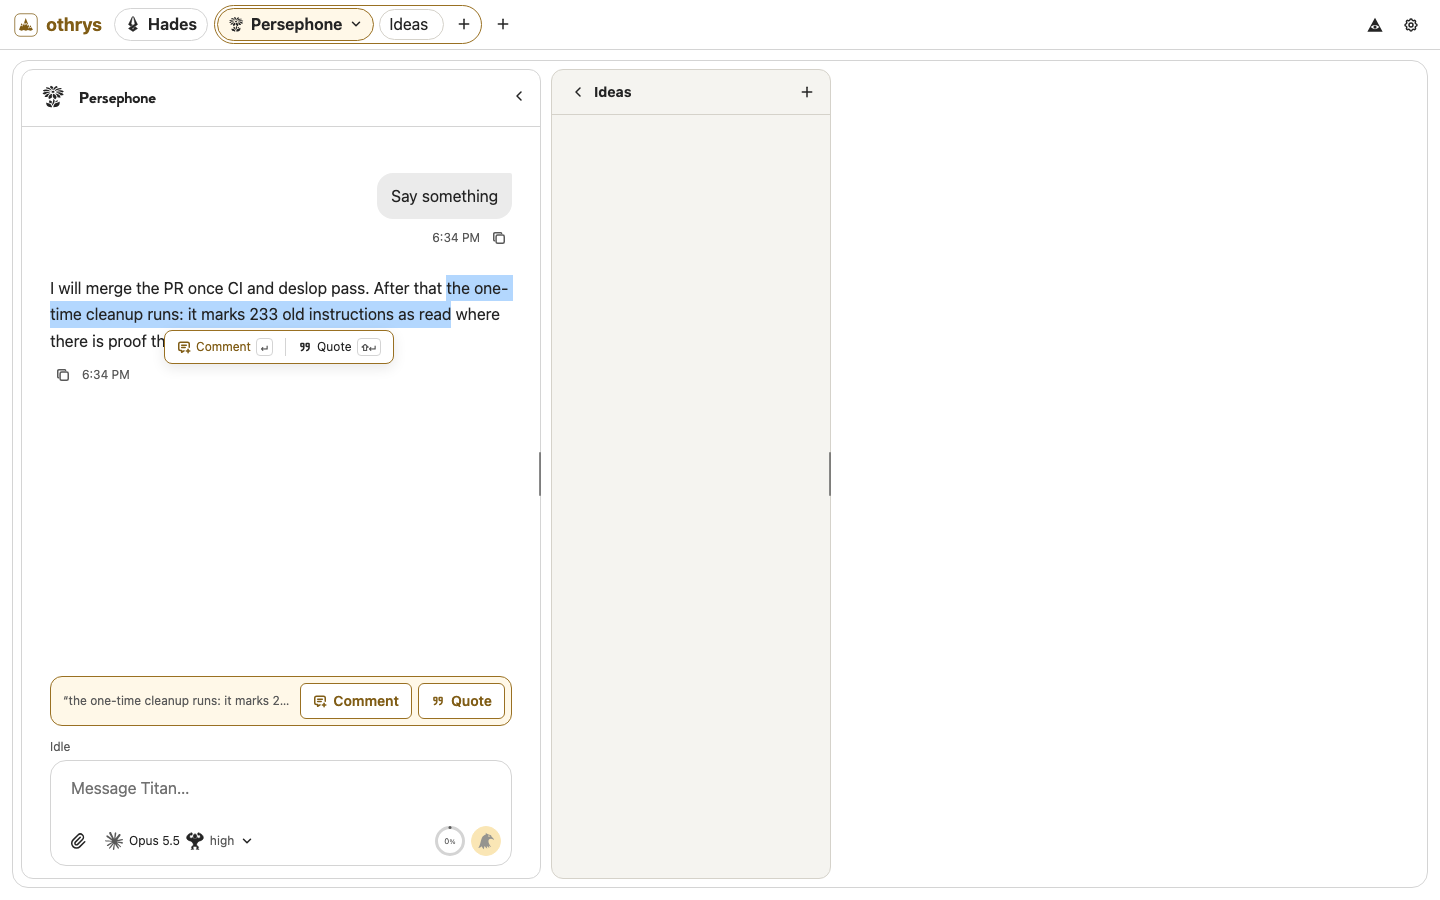 othrys
Hades
Persephone
Ideas
Persephone
Ideas
Say something
6:34 PM
I will merge the PR once CI and deslop pass. After that the one-
time cleanup runs: it marks 233 old instructions as read where
there is proof th
Comment
Quote
6:34 PM
“the one-time cleanup runs: it marks 2...
Comment
Quote
Idle
Message Titan...
Opus 5.5
high
0%